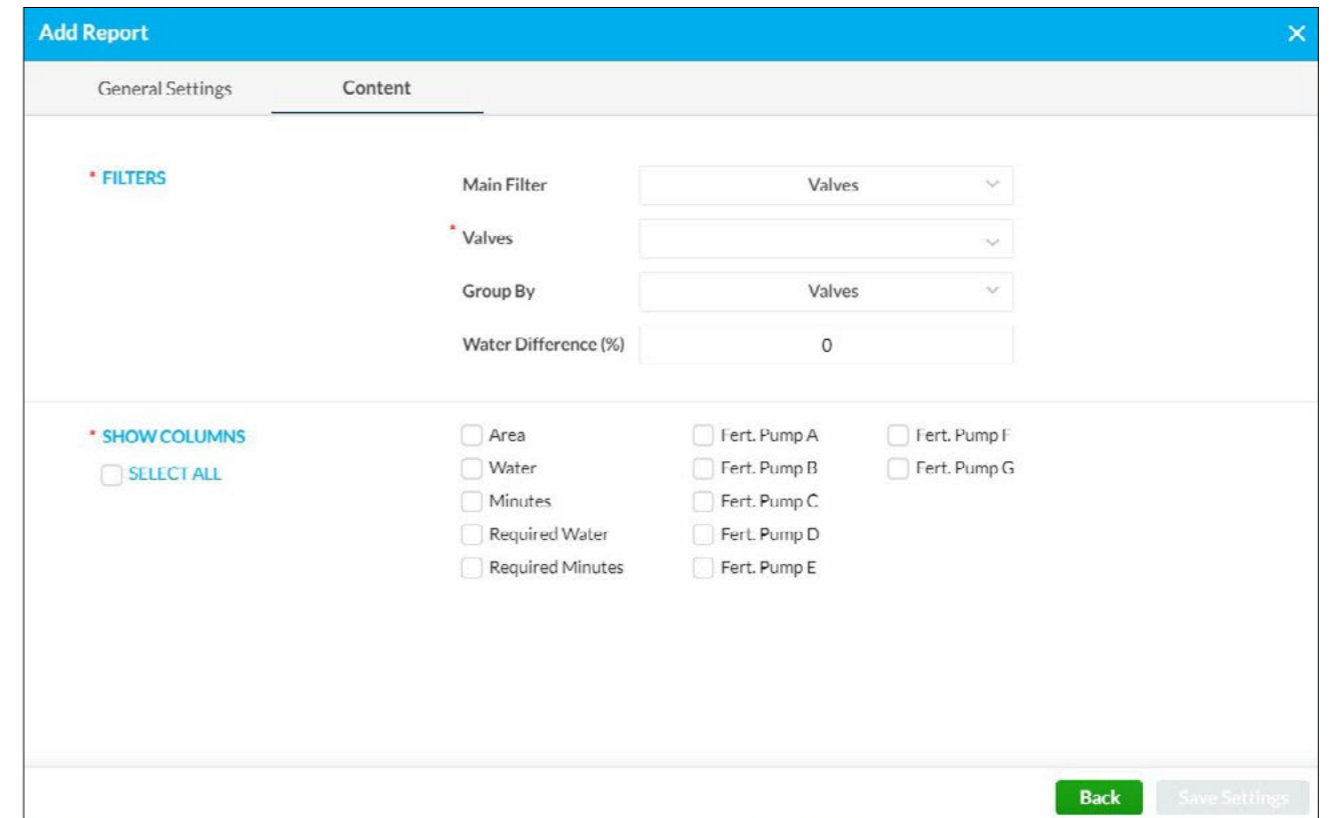 Add Report
General Settings Content
* FILTERS
Main Filter Valves
* Valves
Group By Valves
Water Difference (%) 0
* SHOW COLUMNS
SELECT ALL
Area Fert. Pump A Fert. Pump F
Water Fert. Pump B Fert. Pump G
Minutes Fert. Pump C
Required Water Fert. Pump D
Required Minutes Fert. Pump E
Back Save Settings